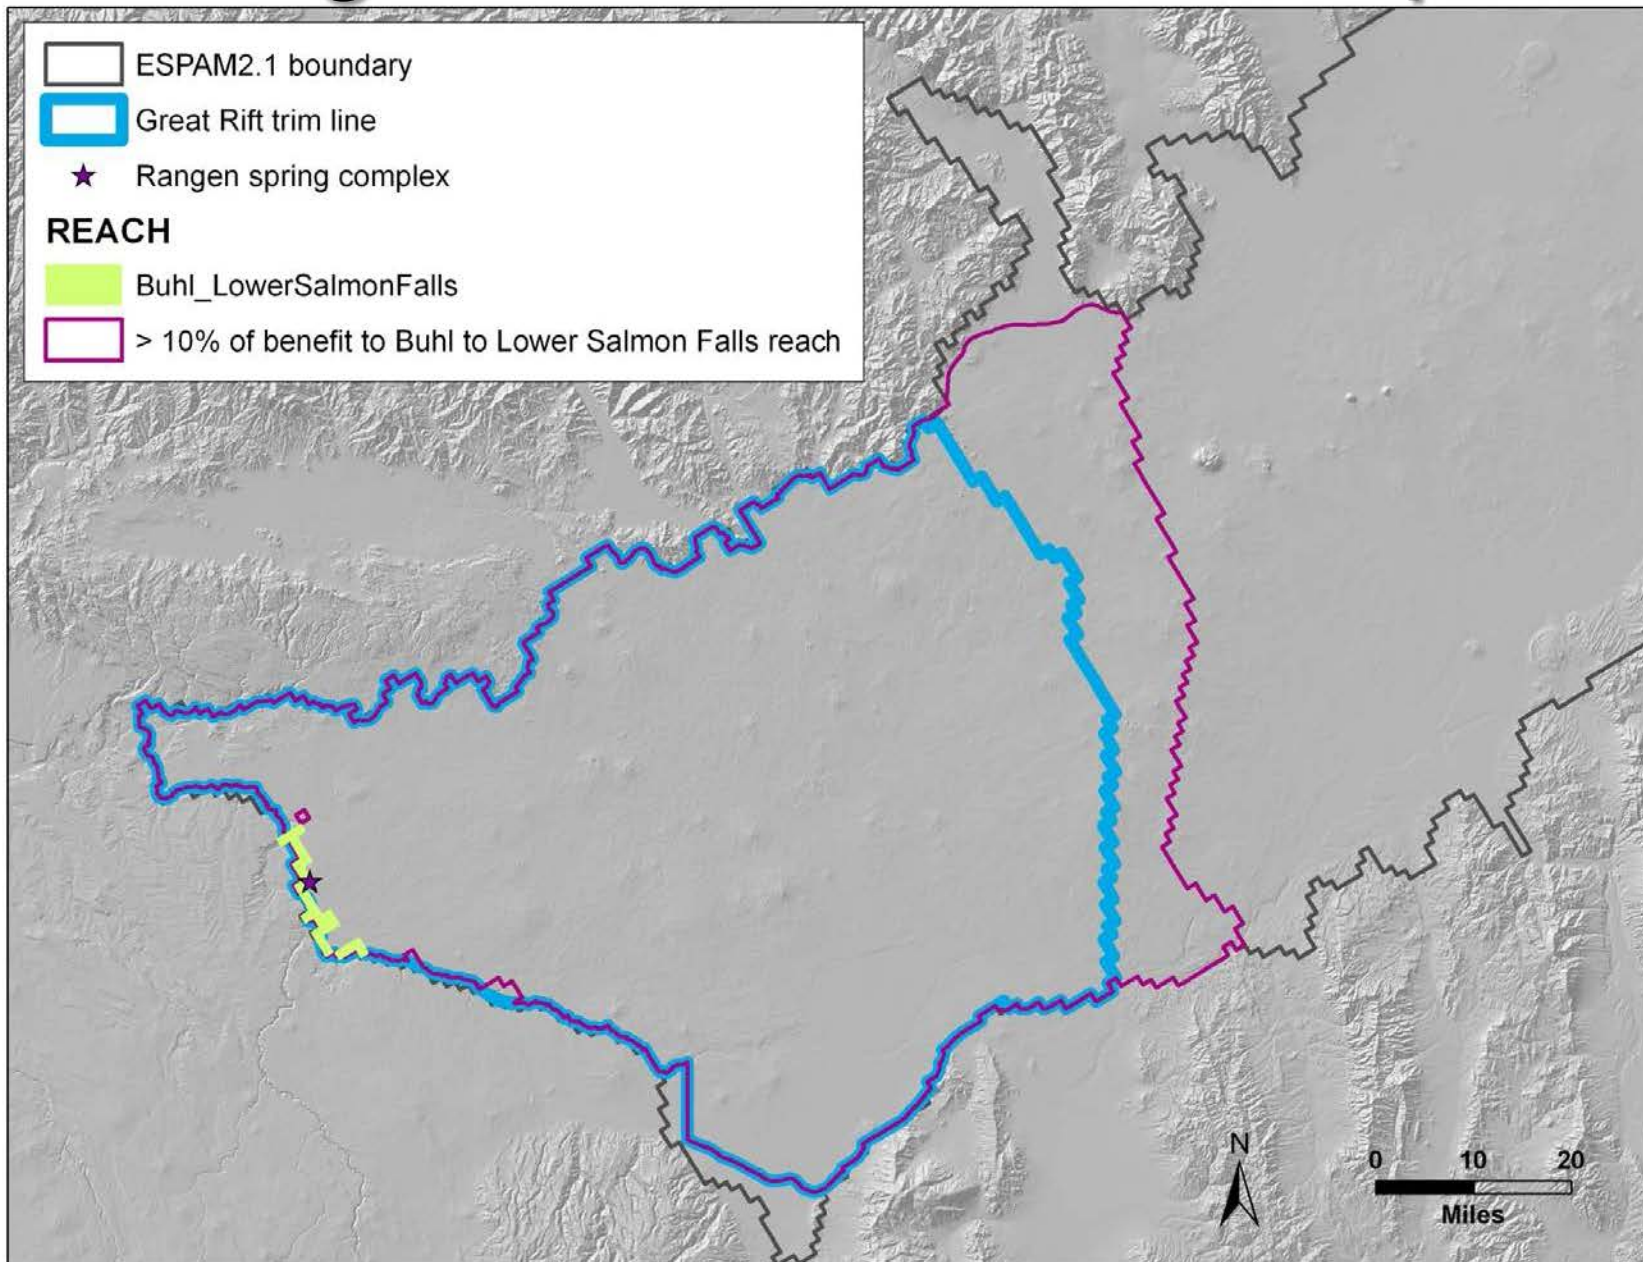 ESPAM2.1 boundary
Great Rift trim line
Rangen spring complex
REACH
Buhl_LowerSalmonFalls
> 10% of benefit to Buhl to Lower Salmon Falls reach
N
0 10 20
Miles